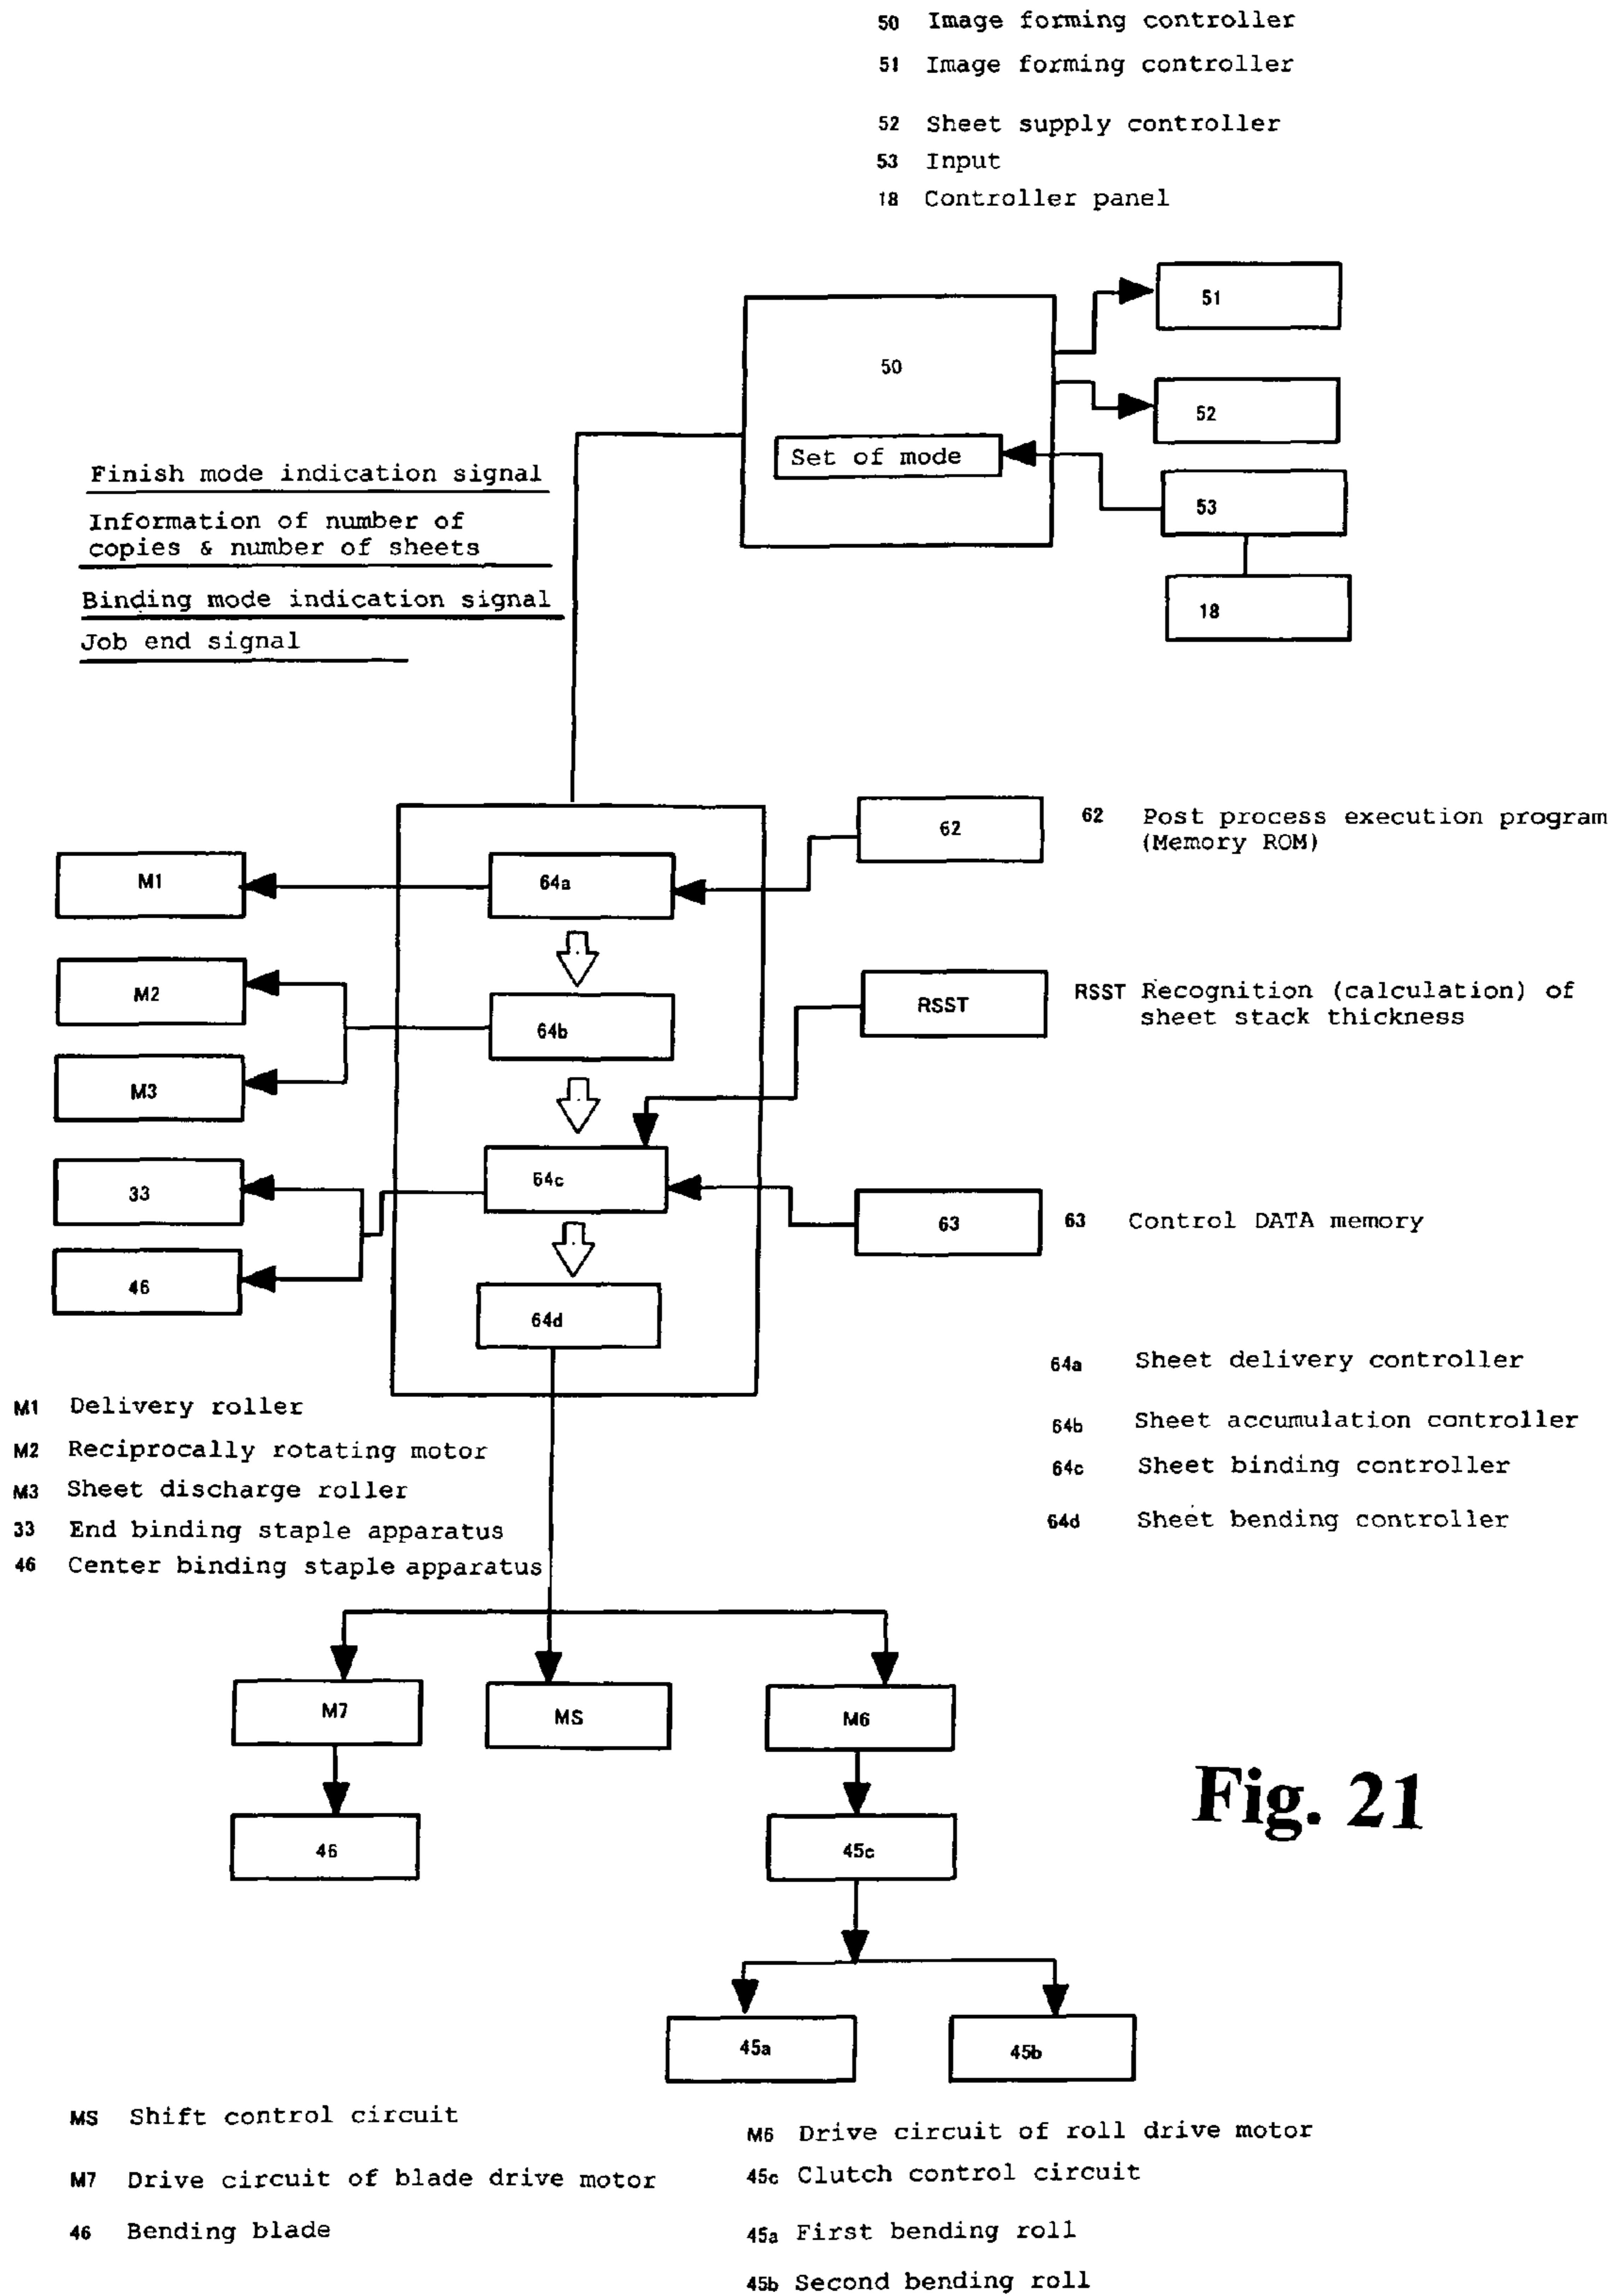 50 Image forming controller
51 Image forming controller
52 Sheet supply controller
53 Input
18 Controller panel
51
50
52
Set of mode
53
18
Finish mode indication signal
Information of number of
copies & number of sheets
Binding mode indication signal
Job end signal
62
62 Post process execution program
(Memory ROM)
M1
64a
M2
64b
RSST
RSST Recognition (calculation) of
sheet stack thickness
M3
33
64c
63
63 Control DATA memory
46
64d
64a Sheet delivery controller
64b Sheet accumulation controller
64c Sheet binding controller
64d Sheet bending controller
M1 Delivery roller
M2 Reciprocally rotating motor
M3 Sheet discharge roller
33 End binding staple apparatus
46 Center binding staple apparatus
M7
MS
M6
46
45c
Fig. 21
45a
45b
MS Shift control circuit
M7 Drive circuit of blade drive motor
46 Bending blade
M6 Drive circuit of roll drive motor
45c Clutch control circuit
45a First bending roll
45b Second bending roll